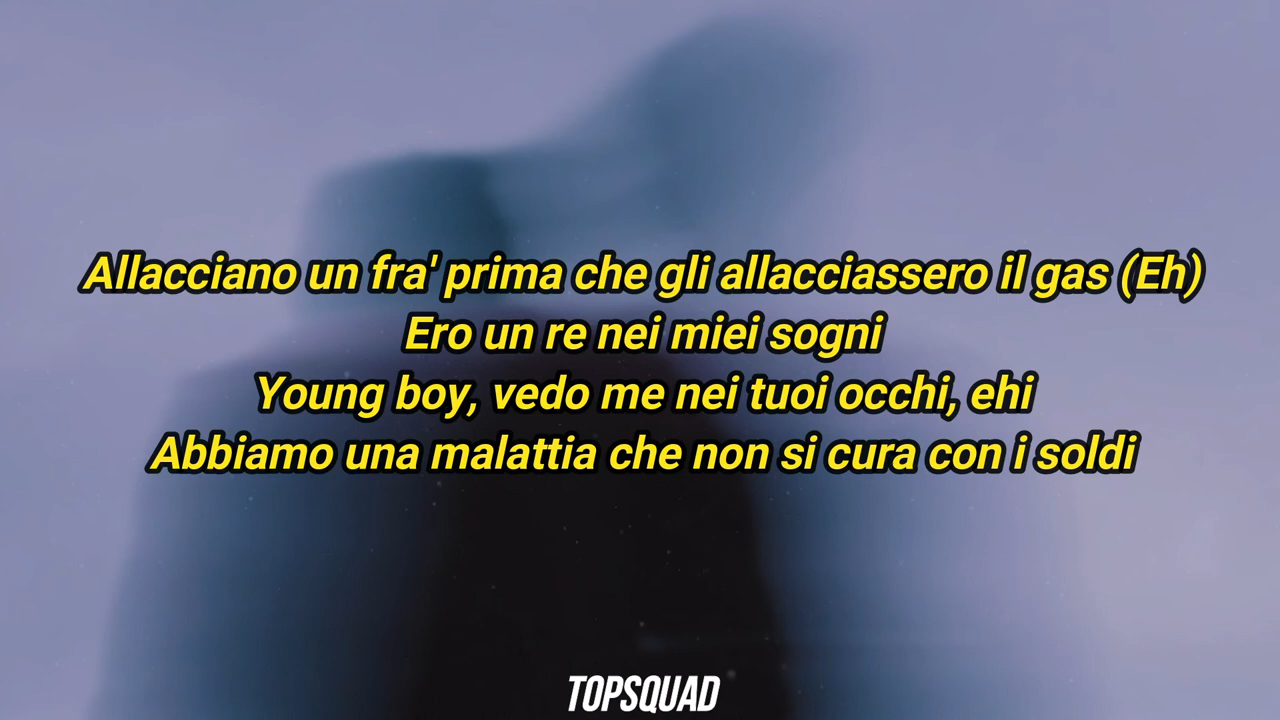 Allacciano un fra' prima che gli allacciassero il gas (Eh)
Ero un re nei miei sogni
Young boy, vedo me nei tuoi occhi, ehi
Abbiamo una malattia che non si cura con i soldi
TOPSQUAD